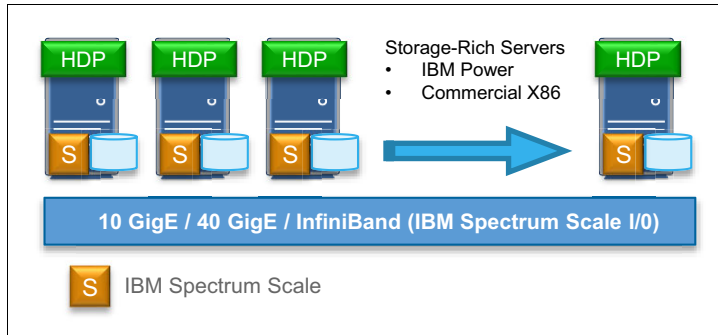 HDP HDP HDP HDP
Storage-Rich Servers
• IBM Power
• Commercial X86
S S S S
10 GigE / 40 GigE / InfiniBand (IBM Spectrum Scale I/0)
S IBM Spectrum Scale